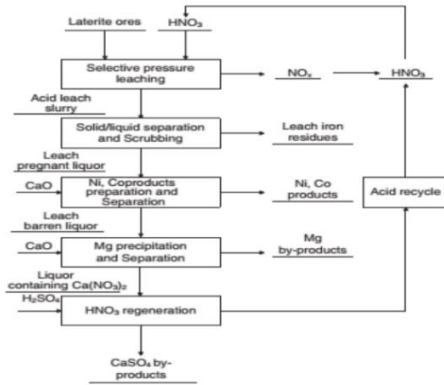 Laterite ores
HNO₃
Selective pressure
leaching
NOₓ
HNO₃
Acid leach
slurry
Solid/liquid separation
and Scrubbing
Leach iron
residues
Leach
pregnant liquor
CaO
Ni, Coproducts
preparation and
Separation
Ni, Co
products
Acid recycle
Leach
barren liquor
CaO
Mg precipitation
and Separation
Mg
by-products
Liquor
containing Ca(NO₃)₂
H₂SO₄
HNO₃ regeneration
CaSO₄ by-
products